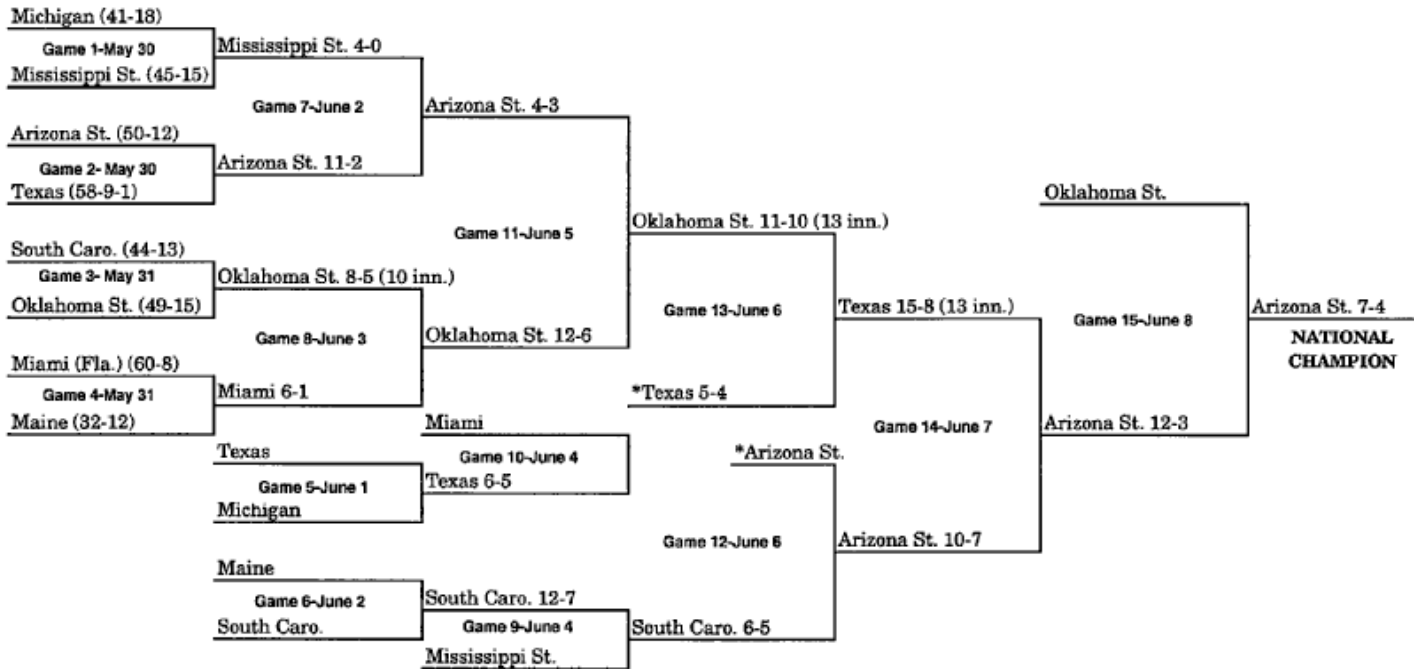 Michigan (41-18)
Game 1-May 30
Mississippi St. (45-15)
Mississippi St. 4-0
Game 7-June 2
Arizona St. (50-12)
Game 2- May 30
Texas (58-9-1)
Arizona St. 11-2
Arizona St. 4-3
Game 11-June 5
South Caro. (44-13)
Game 3- May 31
Oklahoma St. (49-15)
Oklahoma St. 8-5 (10 inn.)
Game 8-June 3
Miami (Fla.) (60-8)
Game 4-May 31
Maine (32-12)
Miami 6-1
Oklahoma St. 12-6
Oklahoma St. 11-10 (13 inn.)
Game 13-June 6
*Texas 5-4
Texas 15-8 (13 inn.)
Texas
Game 5-June 1
Michigan
Miami
Game 10-June 4
Texas 6-5
Maine
Game 6-June 2
South Caro.
South Caro. 12-7
Game 9-June 4
Mississippi St.
South Caro. 6-5
*Arizona St.
Game 12-June 6
Arizona St. 10-7
Game 14-June 7
Arizona St. 12-3
Oklahoma St.
Game 15-June 8
Arizona St. 7-4
NATIONAL
CHAMPION